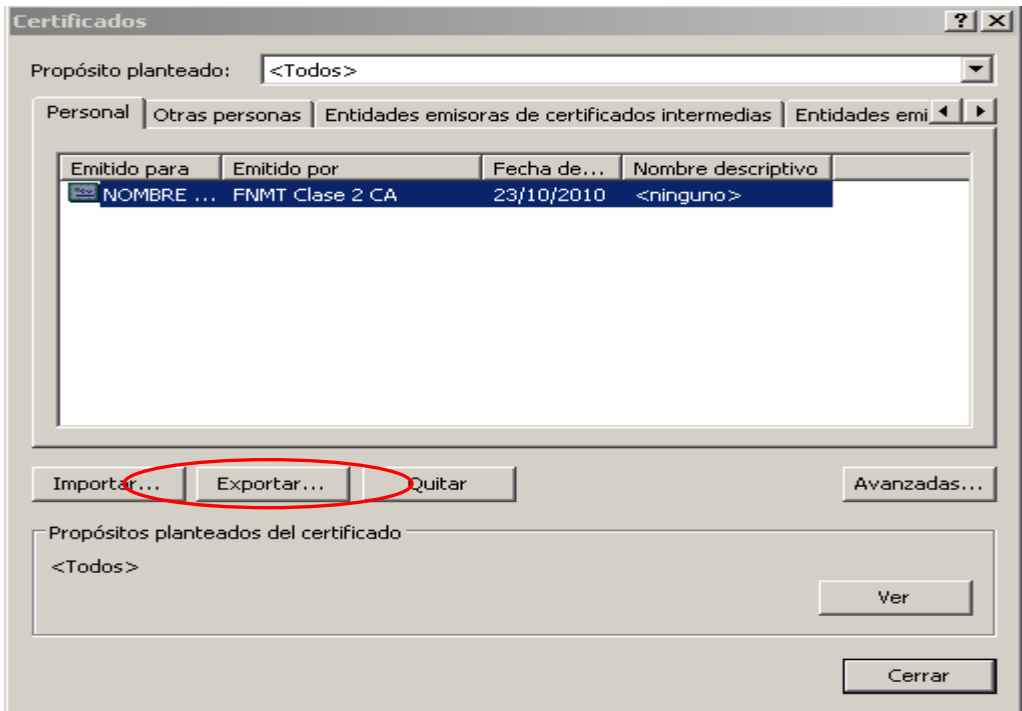 Certificados
Propósito planteado: <Todos>
Personal Otras personas Entidades emisoras de certificados intermedias Entidades emi
Emitido para Emitido por Fecha de... Nombre descriptivo
NOMBRE ... FNMT Clase 2 CA 23/10/2010 <ninguno>
Importar... Exportar... Quitar Avanzadas...
Propósitos planteados del certificado
<Todos>
Ver
Cerrar